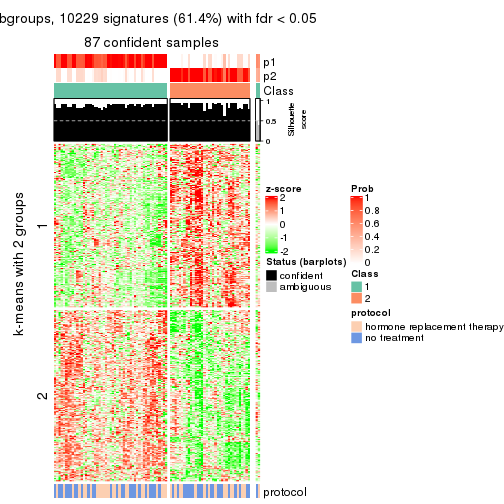 bgroups, 10229 signatures (61.4%) with fdr < 0.05
87 confident samples
p1
p2
Class
1
0.5
0
Silhouette
score
k-means with 2 groups
1
2
z-score
2
1
0
-1
-2
Prob
1
0.8
0.6
0.4
0.2
0
Status (barplots)
confident
ambiguous
Class
1
2
protocol
hormone replacement therapy
no treatment
protocol